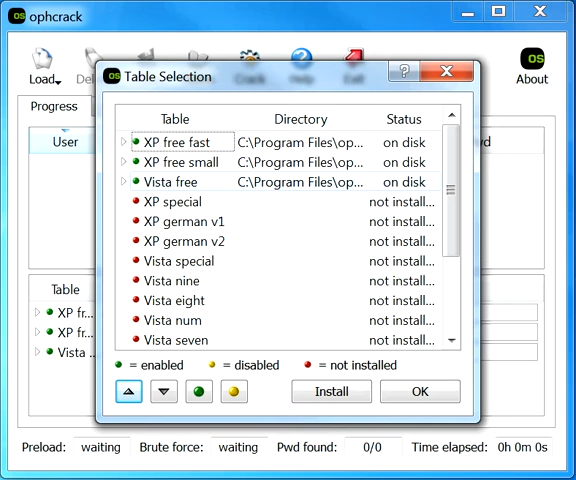 ophcrack
Load
Del
Crack
Help
Exit
OS
About
Progress
User
Table
XP fr...
XP fr...
Vista ...
OS Table Selection
Table Directory Status
XP free fast C:\Program Files\op... on disk
XP free small C:\Program Files\op... on disk
Vista free C:\Program Files\op... on disk
XP special not install...
XP german v1 not install...
XP german v2 not install...
Vista special not install...
Vista nine not install...
Vista eight not install...
Vista num not install...
Vista seven not install...
= enabled = disabled = not installed
Install OK
Preload: waiting Brute force: waiting Pwd found: 0/0 Time elapsed: 0h 0m 0s